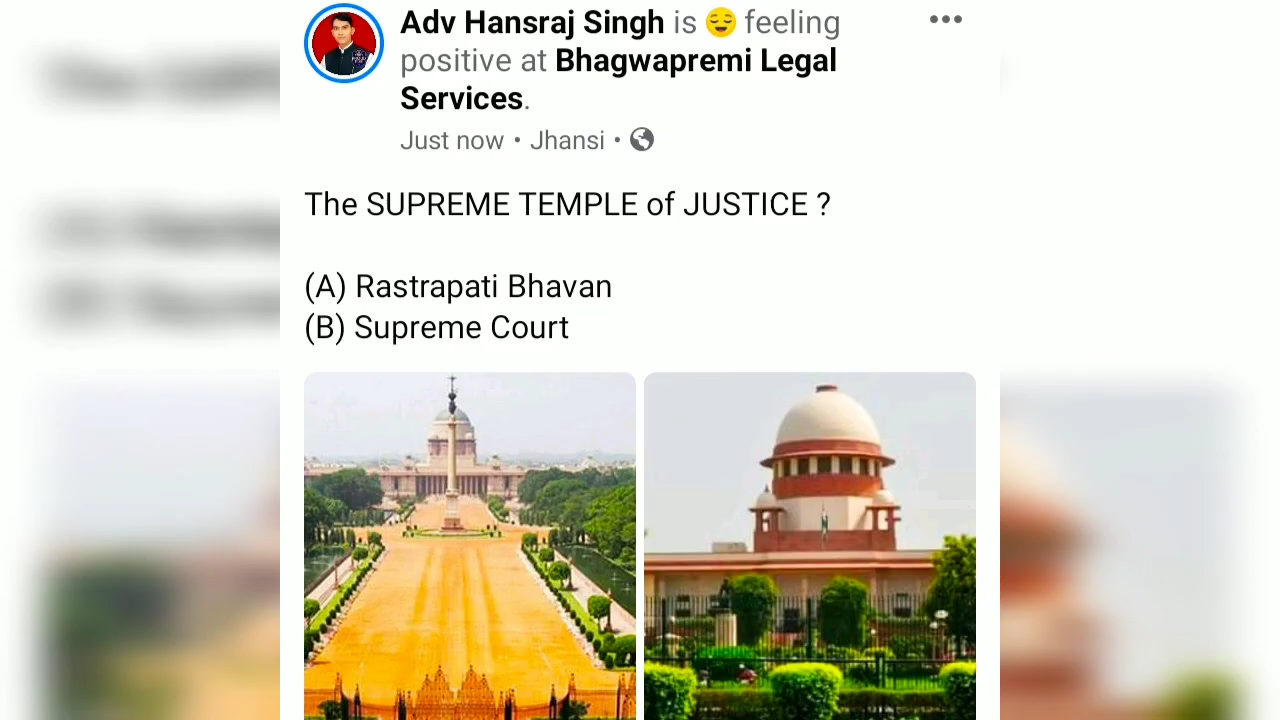 Adv Hansraj Singh is 😌 feeling
positive at Bhagwapremi Legal
Services.
Just now • Jhansi •
The SUPREME TEMPLE of JUSTICE ?
(A) Rastrapati Bhavan
(B) Supreme Court